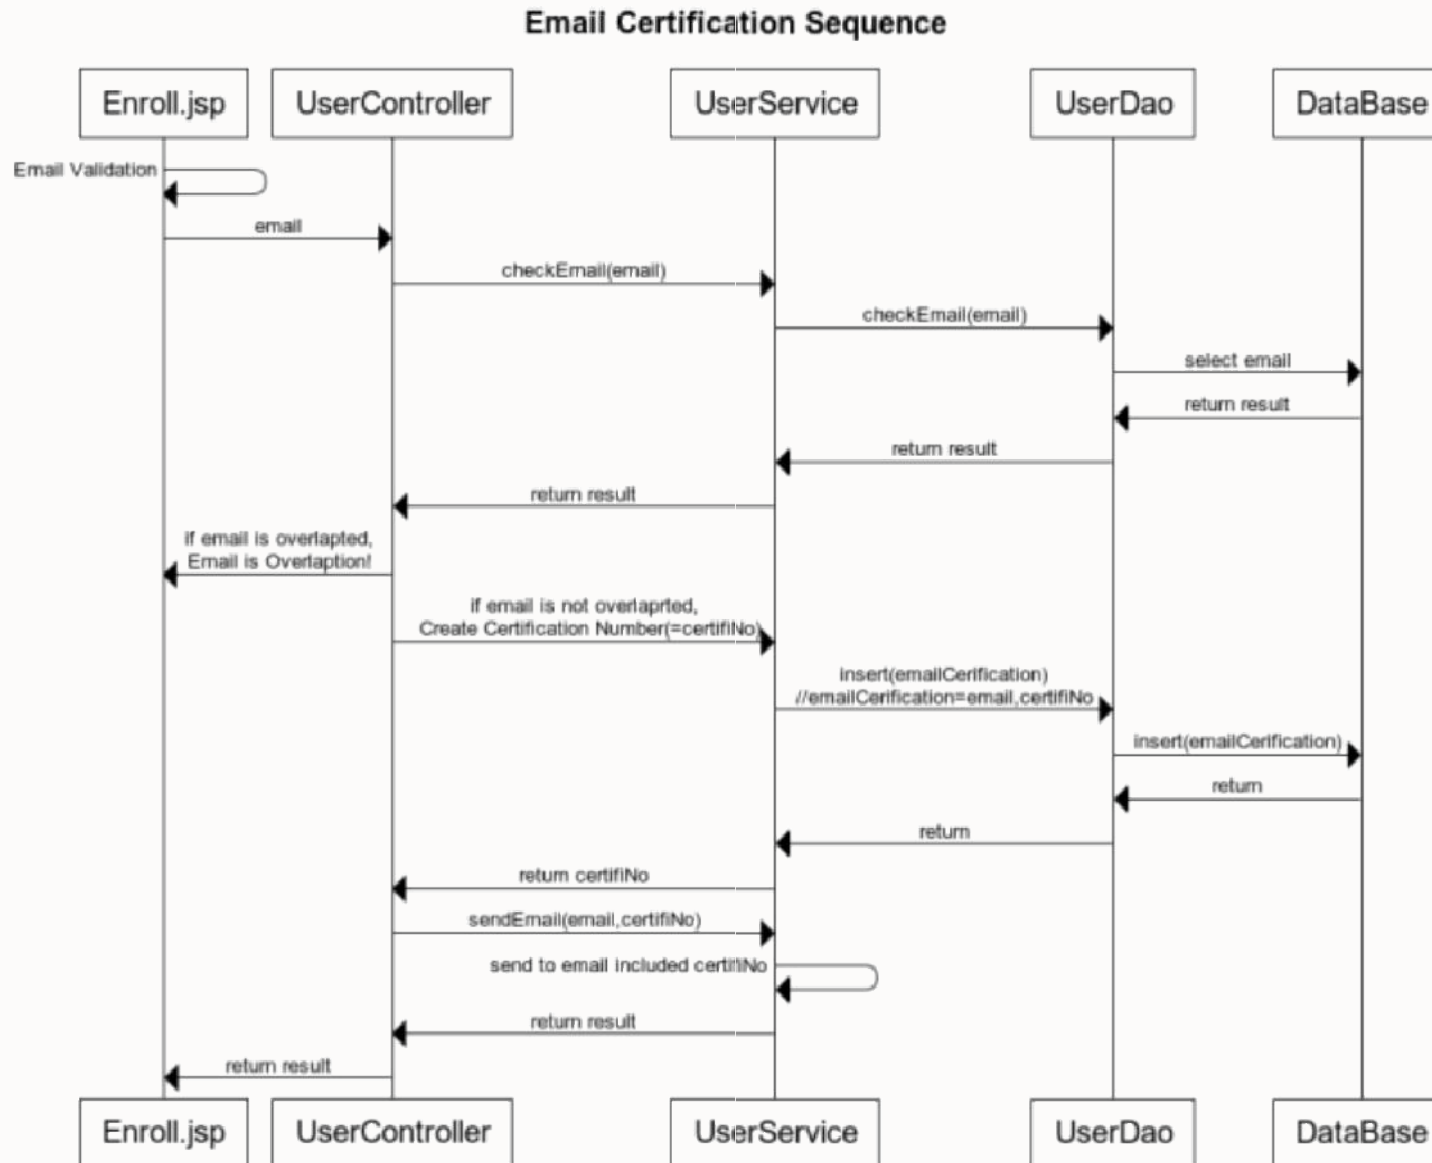 Email Certification Sequence
Enroll.jsp
UserController
UserService
UserDao
DataBase
Email Validation
email
checkEmail(email)
checkEmail(email)
select email
return result
return result
return result
if email is overlapted,
Email is Overlaption!
if email is not overlaprted,
Create Certification Number(=certifiNo)
insert(emailCerification)
//emailCerification=email,certifiNo
insert(emailCerification)
return
return
return certifiNo
sendEmail(email,certifiNo)
send to email included certifiNo
return result
return result
Enroll.jsp
UserController
UserService
UserDao
DataBase